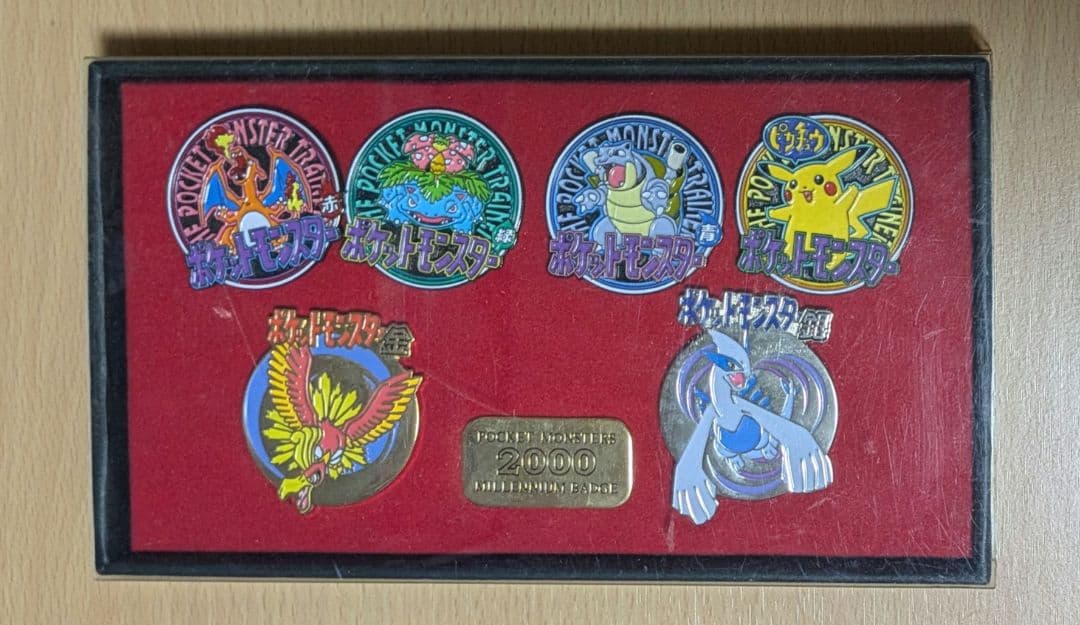 THE POCKET MONSTER TRAINER
赤
ポケットモンスター
THE POCKET MONSTER TRAINER
緑
ポケットモンスター
THE POCKET MONSTER TRAINER
青
ポケットモンスター
ピカチュウ
THE POCKET MONSTER TRAINER
ポケットモンスター
ポケットモンスター金
ポケットモンスター銀
POCKET MONSTERS
2000
MILLENNIUM BADGE